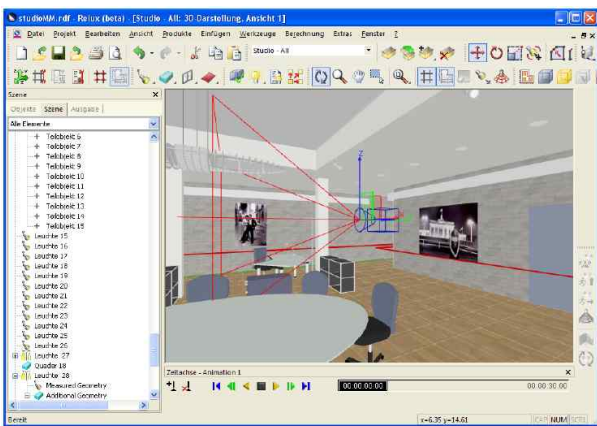 studioMM.rdf - Relux (beta) - [Studio - All: 3D-Darstellung, Ansicht 1]
Datei Projekt Bearbeiten Ansicht Produkte Einfügen Werkzeuge Berechnung Extras Fenster ?
Studio - All
Szene
Objekte Szene Ausgabe
Alle Elemente
Teilobjekt 6
Teilobjekt 7
Teilobjekt 8
Teilobjekt 9
Teilobjekt 10
Teilobjekt 11
Teilobjekt 12
Teilobjekt 13
Teilobjekt 14
Teilobjekt 15
Leuchte 15
Leuchte 16
Leuchte 17
Leuchte 18
Leuchte 19
Leuchte 20
Leuchte 21
Leuchte 22
Leuchte 23
Leuchte 24
Leuchte 25
Leuchte 26
Leuchte 27
Quader 18
Leuchte 28
Measured Geometry
Additional Geometry
Z
Zeitachse - Animation 1
00:00:00:00
00:00:30:00
Bereit
x=6.35 y=14.61
CAP NUM SCRL